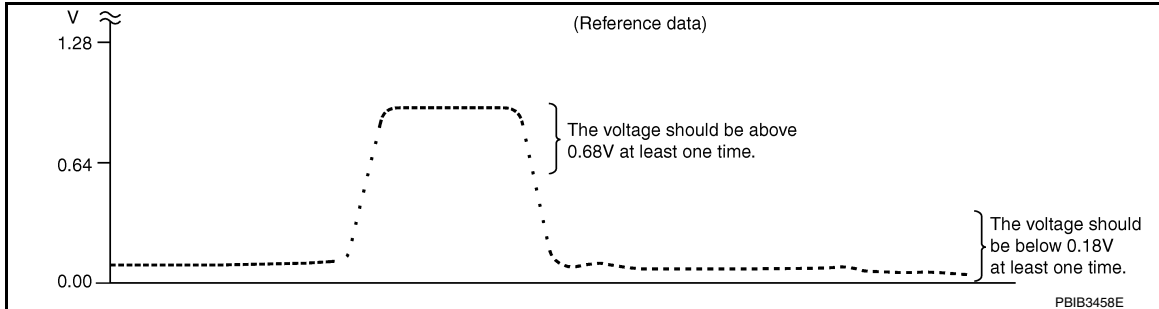 V
(Reference data)
1.28
The voltage should be above
0.68V at least one time.
0.64
The voltage should
be below 0.18V
at least one time.
0.00
PBIB3458E